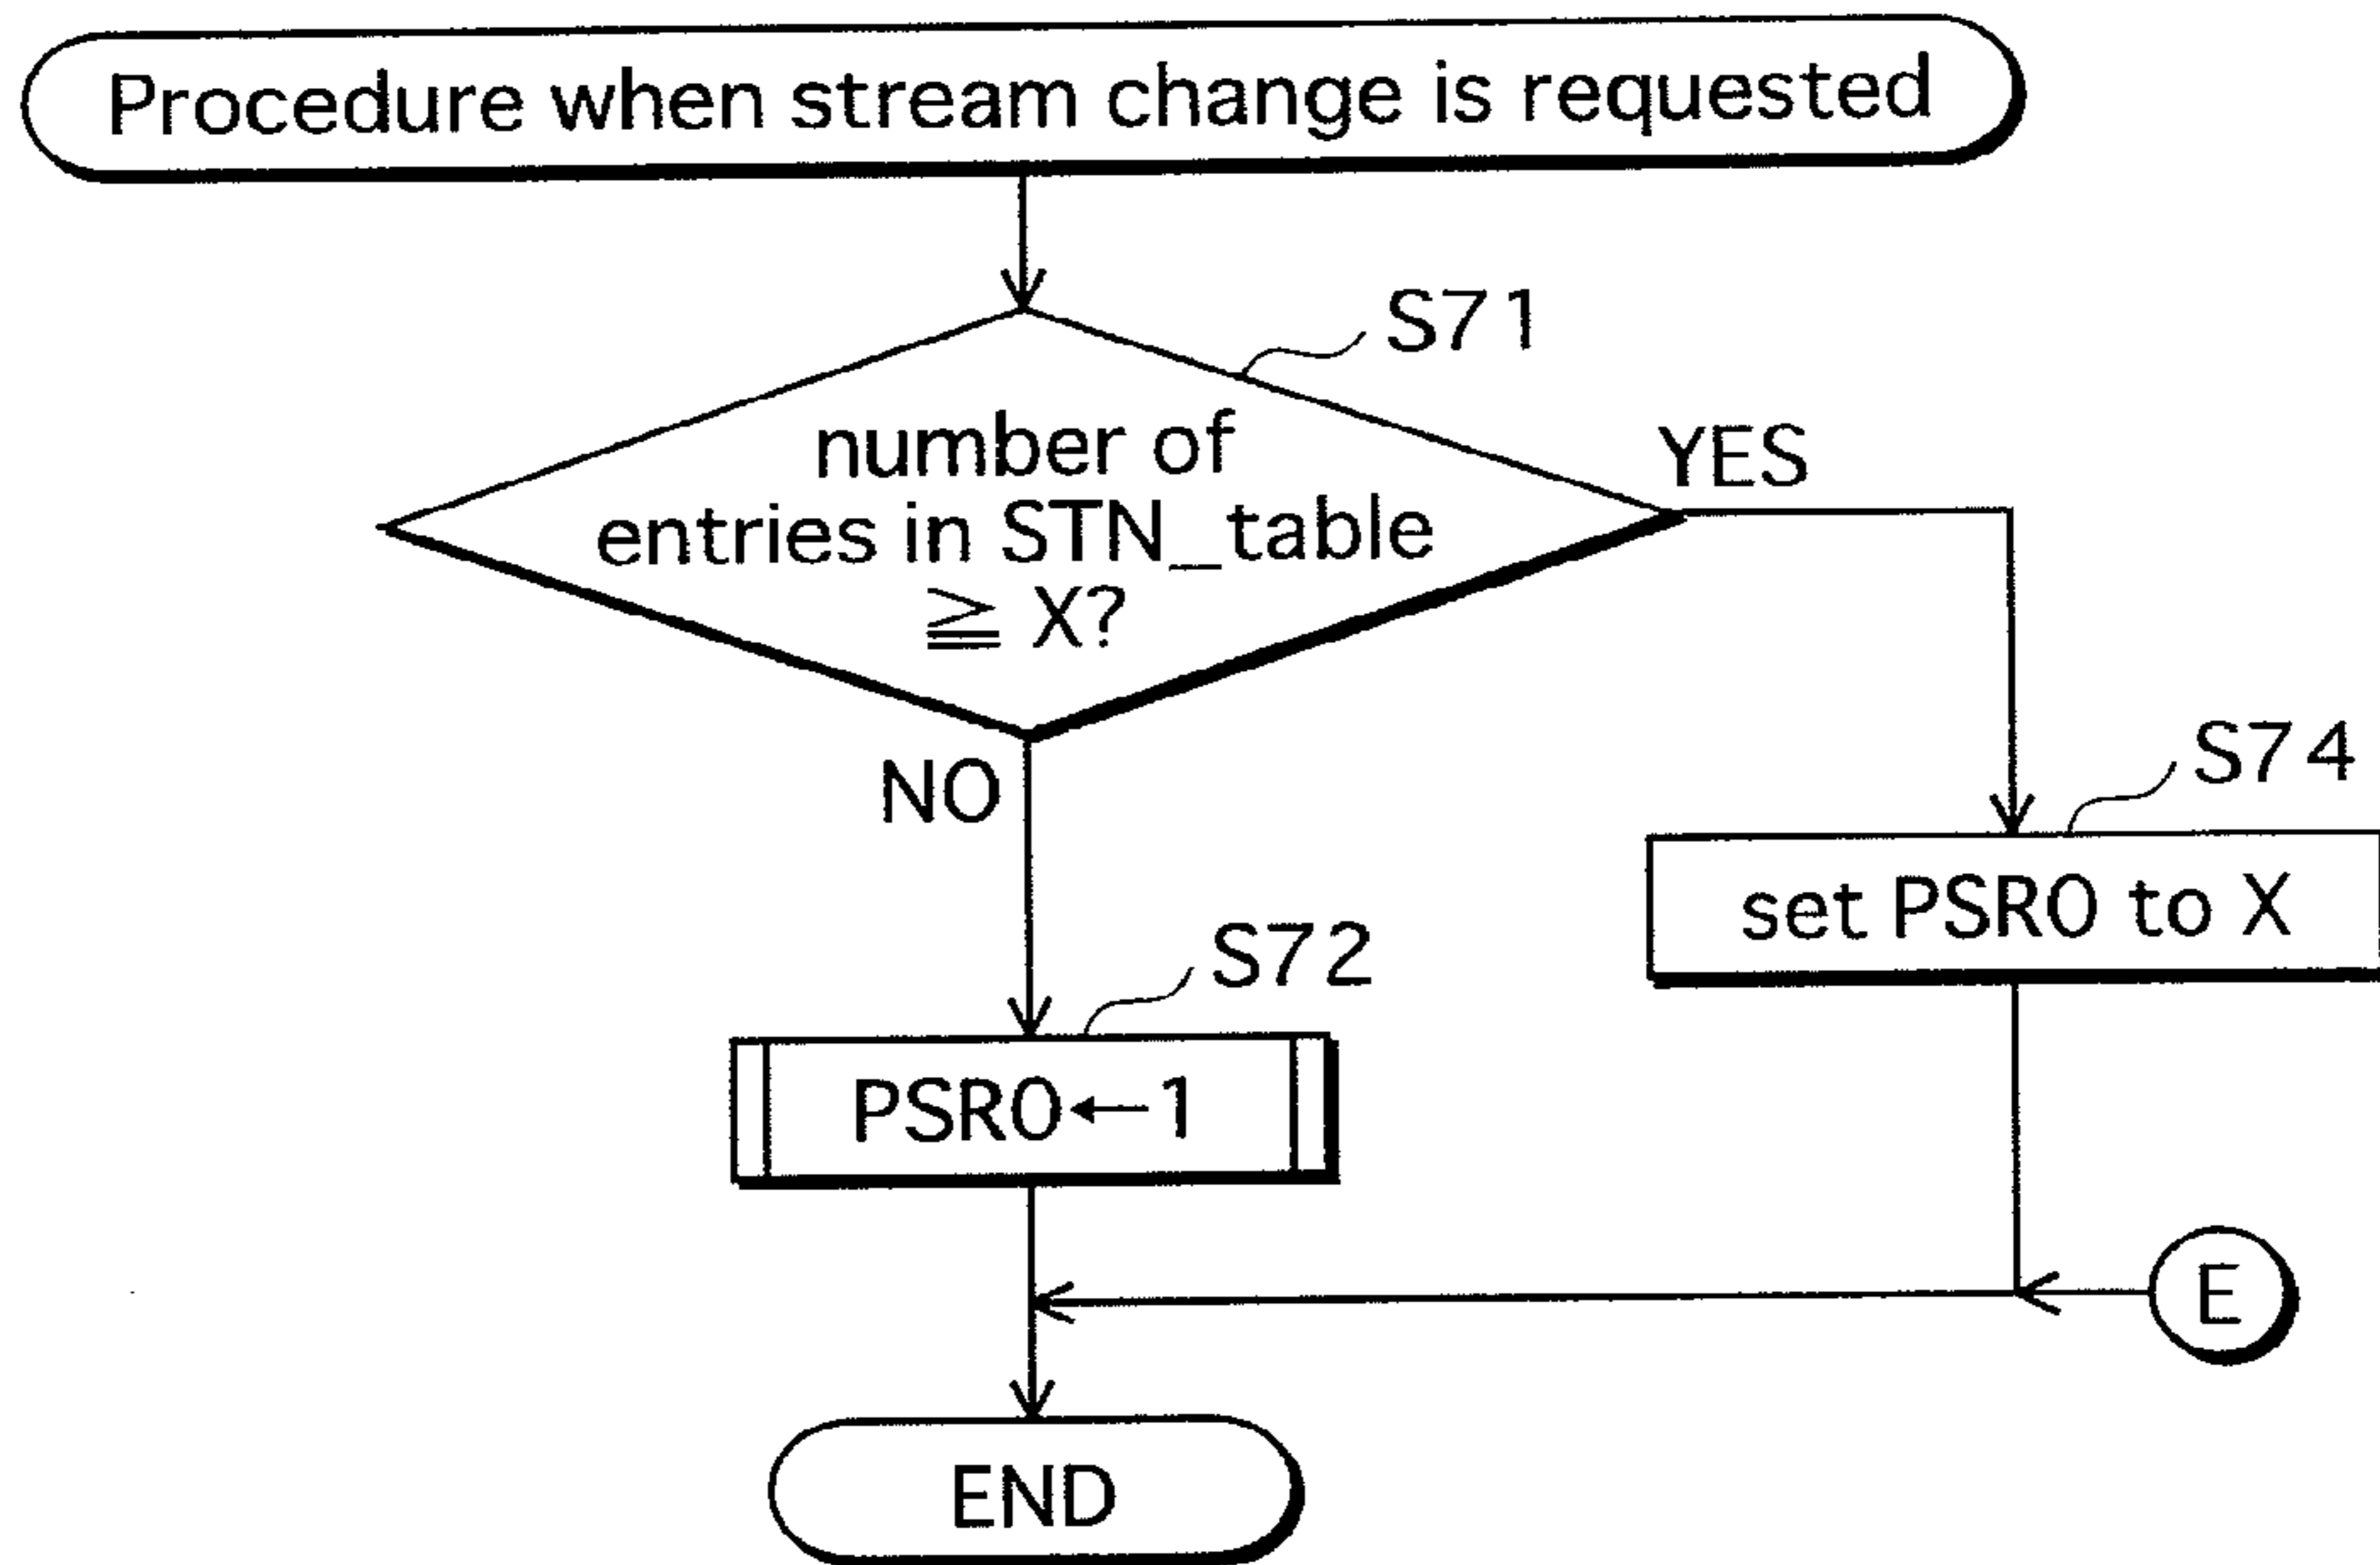 Procedure when stream change is requested
S71
number of
entries in STN_table
≧ X?
YES
NO
S74
set PSR0 to X
S72
PSR0←1
E
END